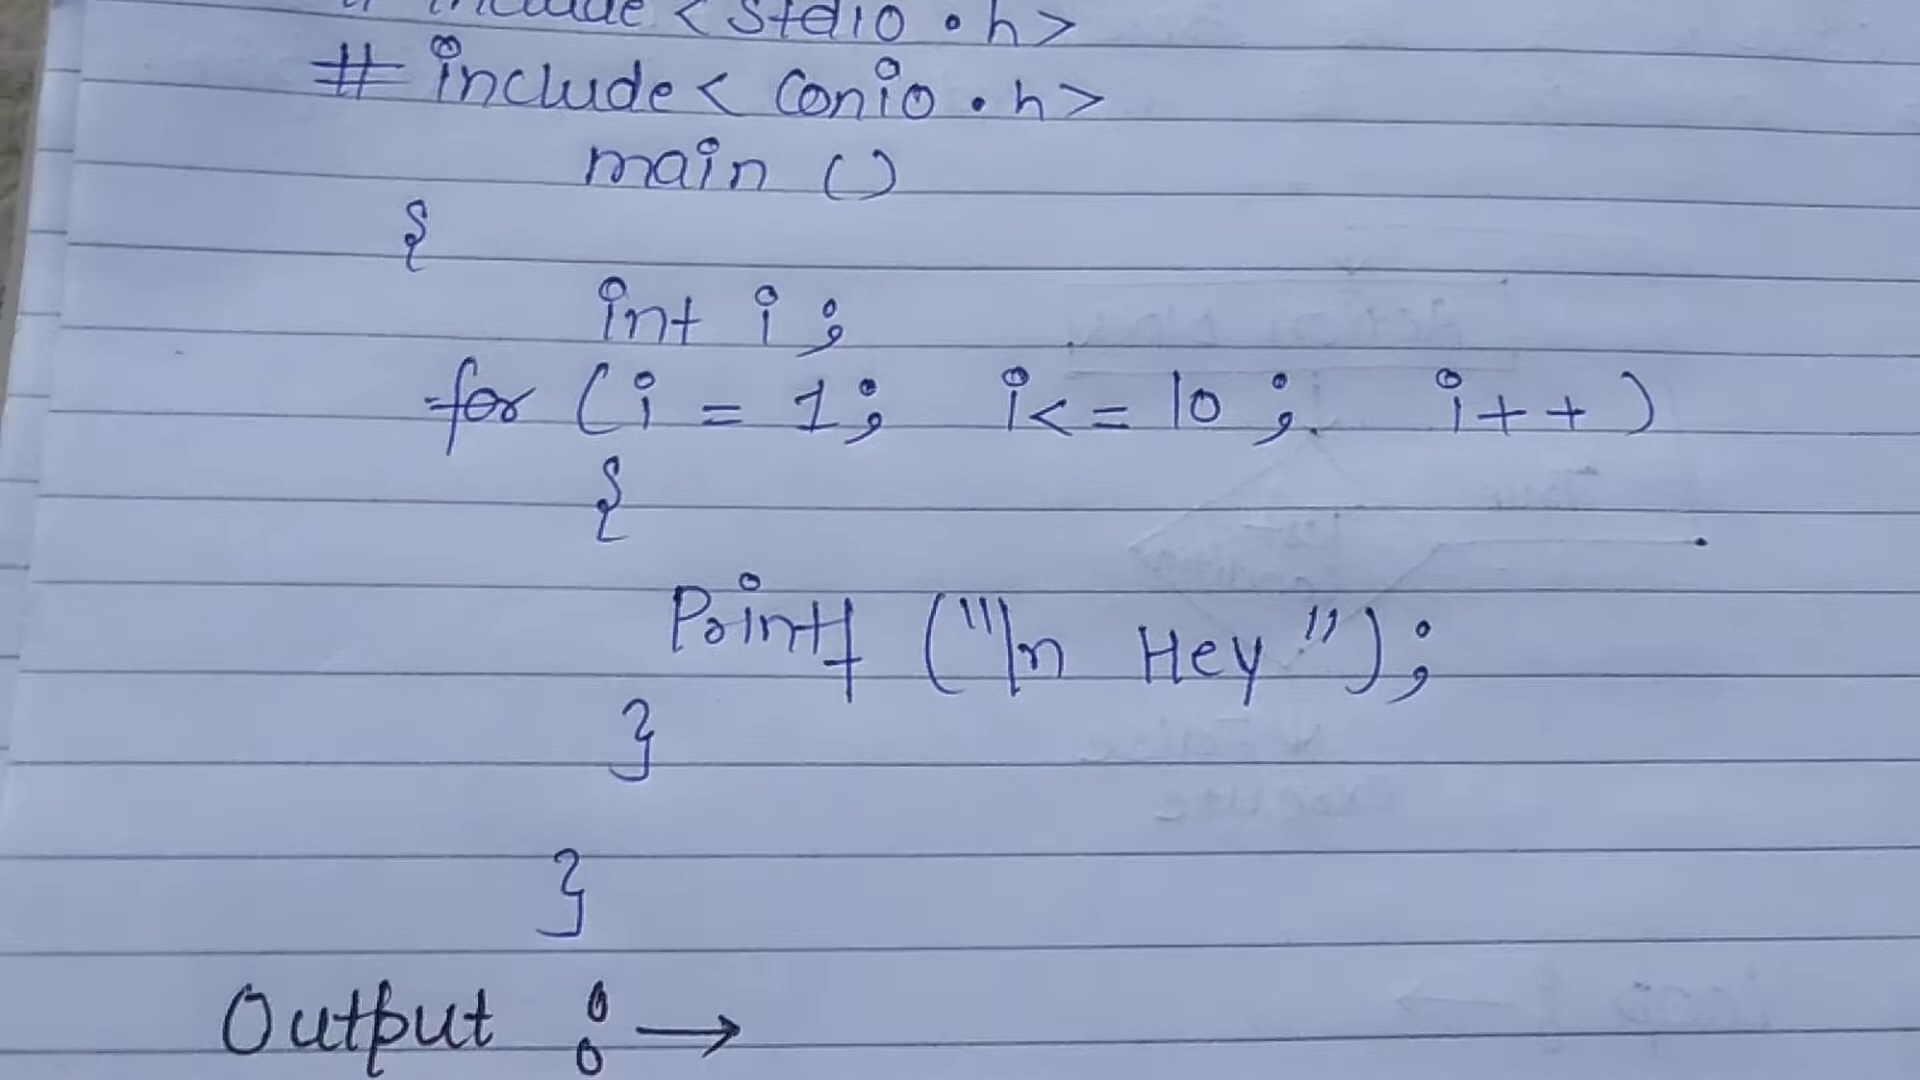 # include < stdio . h >
# include < conio . h >
main ()
{
int i ;
for ( i = 1 ; i < = 10 ; i + + )
{
Printf ( "\n Hey " ) ;
}
}
Output : →